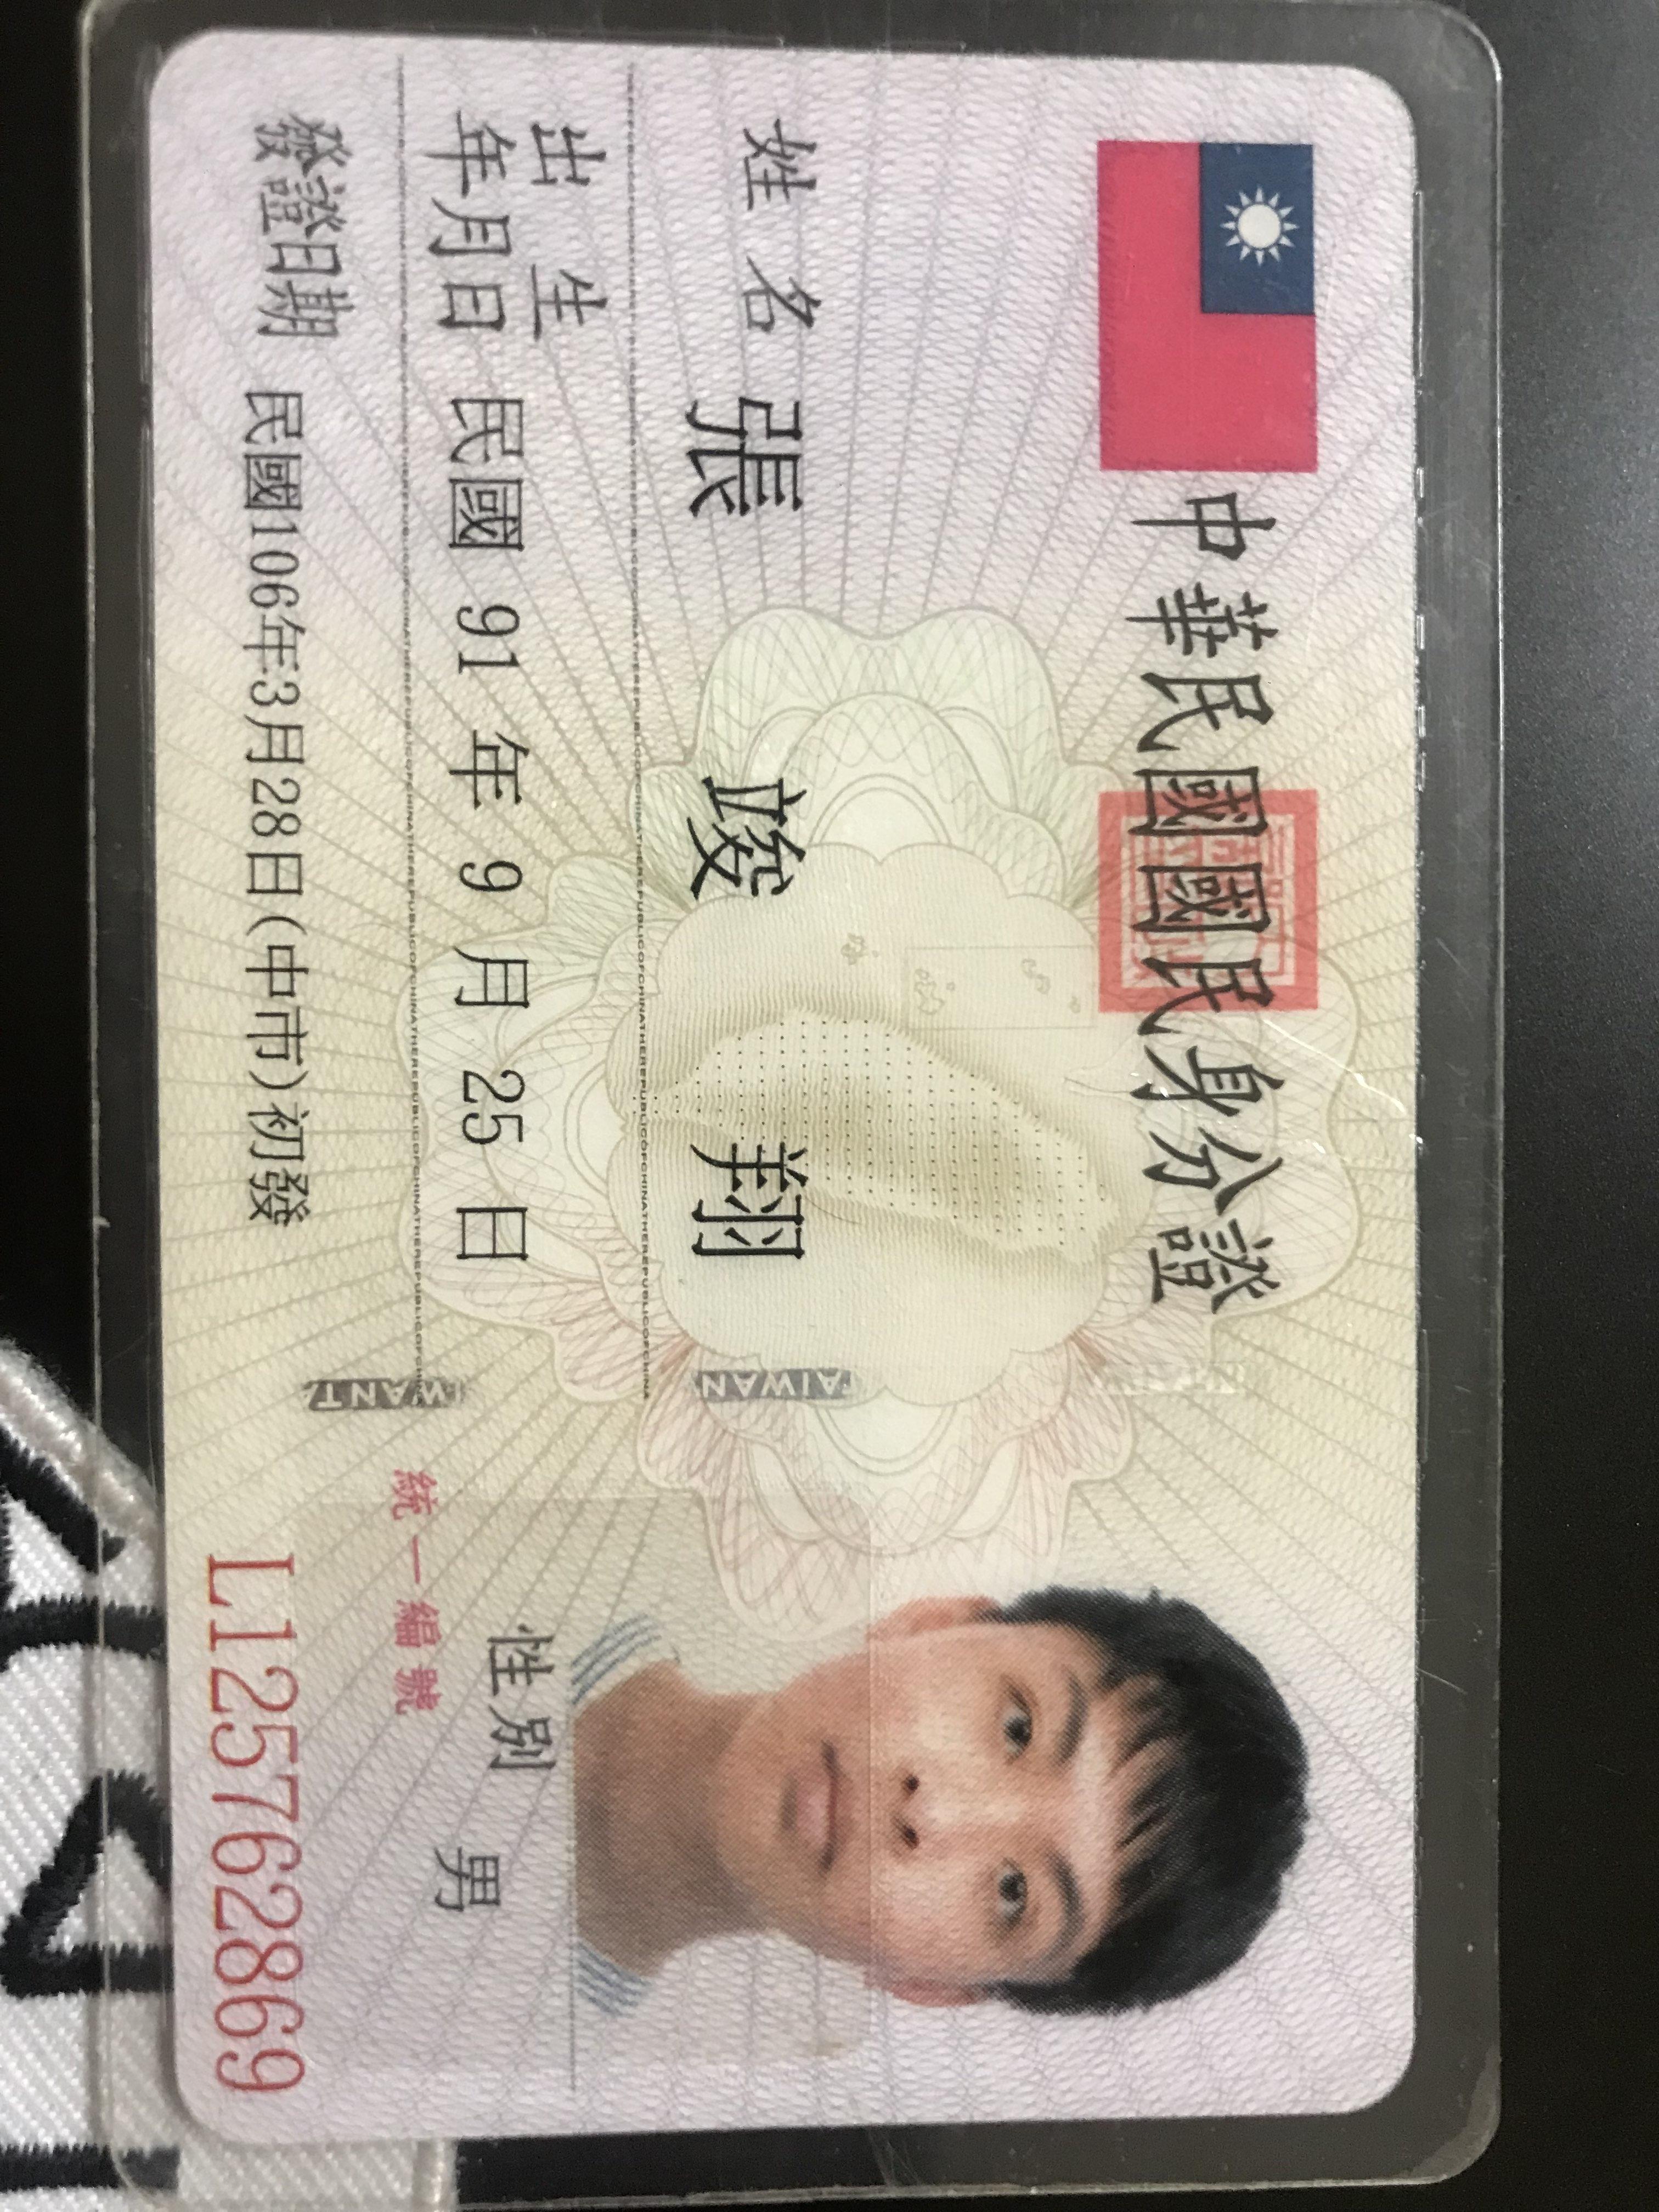 中華民國國民身分證
姓名 張 竣 翔
出生
年月日 民國 91 年 9 月 25 日
性別 男
發證日期 民國106年3月28日(中市)初發
統一編號
L125762869
TAIWAN